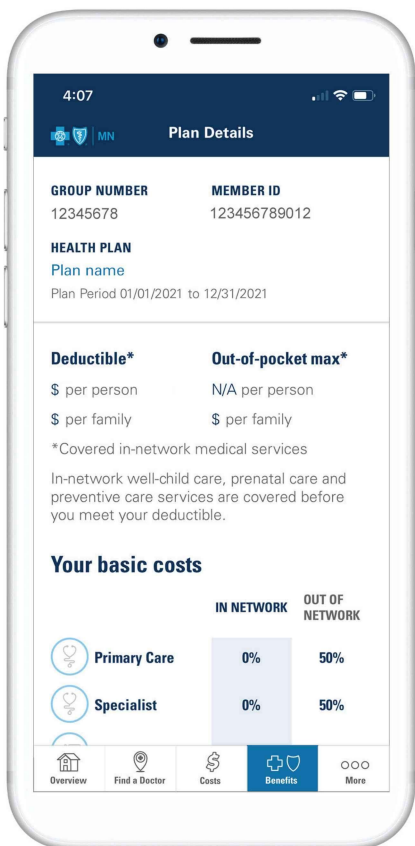 4:07
MN
Plan Details
GROUP NUMBER MEMBER ID
12345678 123456789012
HEALTH PLAN
Plan name
Plan Period 01/01/2021 to 12/31/2021
Deductible* Out-of-pocket max*
$ per person N/A per person
$ per family $ per family
*Covered in-network medical services
In-network well-child care, prenatal care and
preventive care services are covered before
you meet your deductible.
Your basic costs
IN NETWORK OUT OF
NETWORK
Primary Care 0% 50%
Specialist 0% 50%
Overview Find a Doctor Costs Benefits More